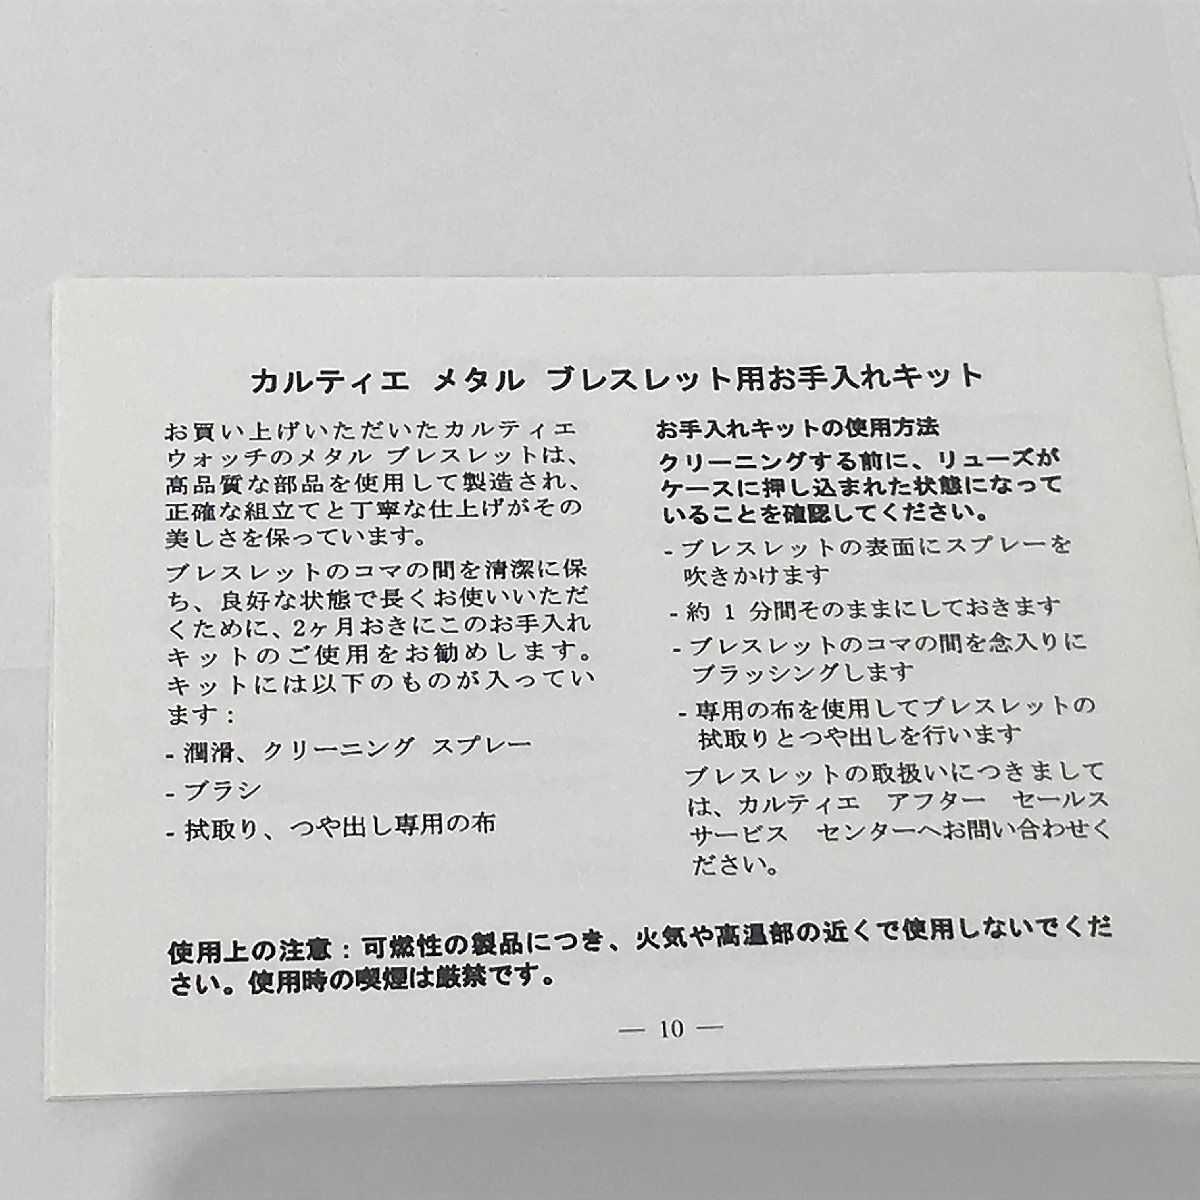 カルティエ メタル ブレスレット用お手入れキット
お買い上げいただいたカルティエ
ウォッチのメタル ブレスレットは、
高品質な部品を使用して製造され、
正確な組立てと丁寧な仕上げがその
美しさを保っています。
ブレスレットのコマの間を清潔に保
ち、良好な状態で長くお使いいただ
くために、2ヶ月おきにこのお手入れ
キットのご使用をお勧めします。
キットには以下のものが入ってい
ます：
- 潤滑、クリーニング スプレー
- ブラシ
- 拭取り、つや出し専用の布
お手入れキットの使用方法
クリーニングする前に、リューズが
ケースに押し込まれた状態になって
いることを確認してください。
- ブレスレットの表面にスプレーを
吹きかけます
- 約 1 分間そのままにしておきます
- ブレスレットのコマの間を念入りに
ブラッシングします
- 専用の布を使用してブレスレットの
拭取りとつや出しを行います
ブレスレットの取扱いにつきまして
は、カルティエ アフター セールス
サービス センターへお問い合わせく
ださい。
使用上の注意：可燃性の製品につき、火気や高温部の近くで使用しないでくだ
さい。使用時の喫煙は厳禁です。
— 10 —